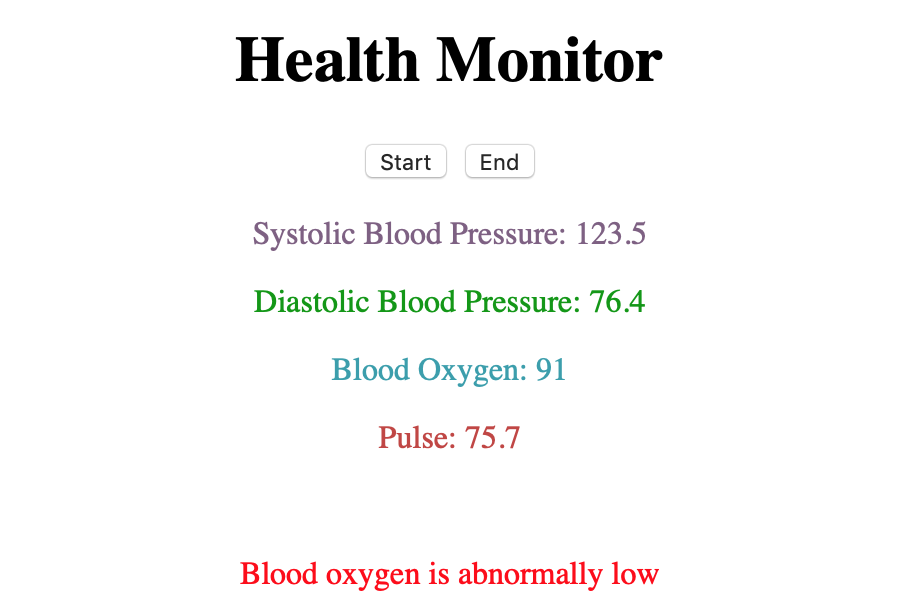 Health Monitor
Start End
Systolic Blood Pressure: 123.5
Diastolic Blood Pressure: 76.4
Blood Oxygen: 91
Pulse: 75.7
Blood oxygen is abnormally low